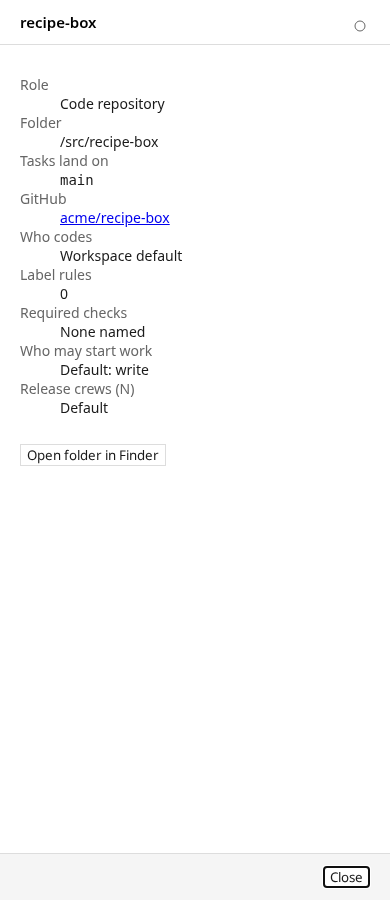 recipe-box
Role
Code repository
Folder
/src/recipe-box
Tasks land on
main
GitHub
acme/recipe-box
Who codes
Workspace default
Label rules
0
Required checks
None named
Who may start work
Default: write
Release crews (N)
Default
Open folder in Finder
Close